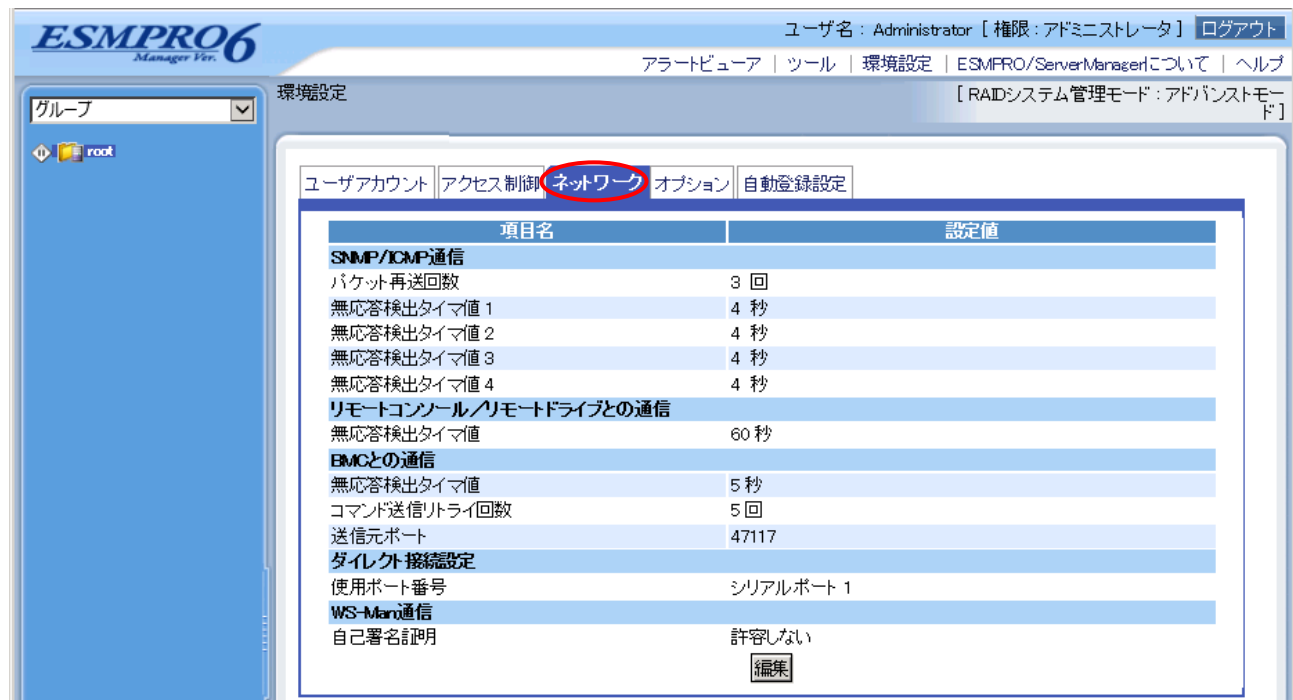 ESMPRO6
Manager Ver.
ユーザ名 : Administrator [ 権限 : アドミニストレータ ] ログアウト
アラートビューア | ツール | 環境設定 | ESMPRO/ServerManagerについて | ヘルプ
グループ
環境設定
[ RAIDシステム管理モード : アドバンストモー
ド ]
root
ユーザアカウント アクセス制御 ネットワーク オプション 自動登録設定
項目名 設定値
SNMP/ICMP通信
パケット再送回数 3 回
無応答検出タイマ値 1 4 秒
無応答検出タイマ値 2 4 秒
無応答検出タイマ値 3 4 秒
無応答検出タイマ値 4 4 秒
リモートコンソール/リモートドライブとの通信
無応答検出タイマ値 60 秒
BMCとの通信
無応答検出タイマ値 5 秒
コマンド送信リトライ回数 5 回
送信元ポート 47117
ダイレクト接続設定
使用ポート番号 シリアルポート 1
WS-Man通信
自己署名証明 許容しない
編集